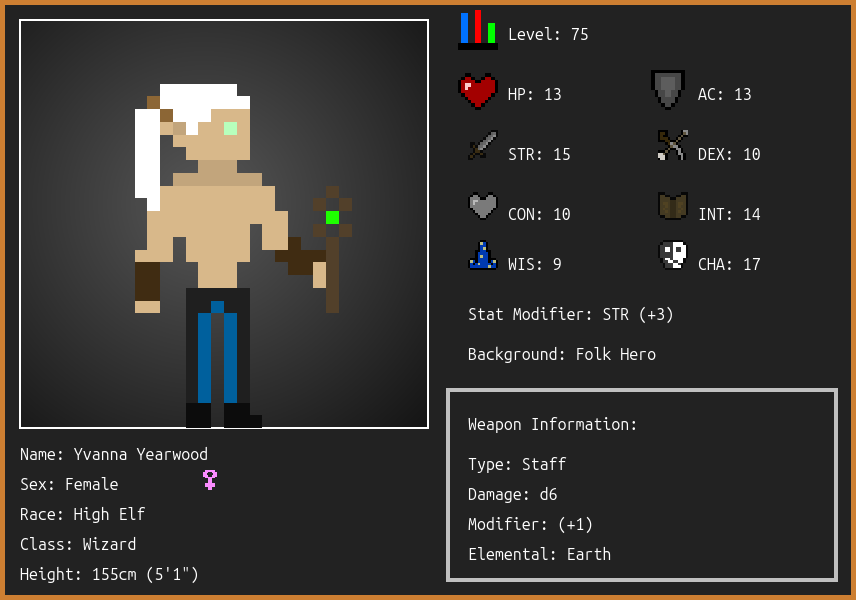 Level: 75
HP: 13
AC: 13
STR: 15
DEX: 10
CON: 10
INT: 14
WIS: 9
CHA: 17
Stat Modifier: STR (+3)
Background: Folk Hero
Weapon Information:
Type: Staff
Damage: d6
Modifier: (+1)
Elemental: Earth
Name: Yvanna Yearwood
Sex: Female
Race: High Elf
Class: Wizard
Height: 155cm (5'1")